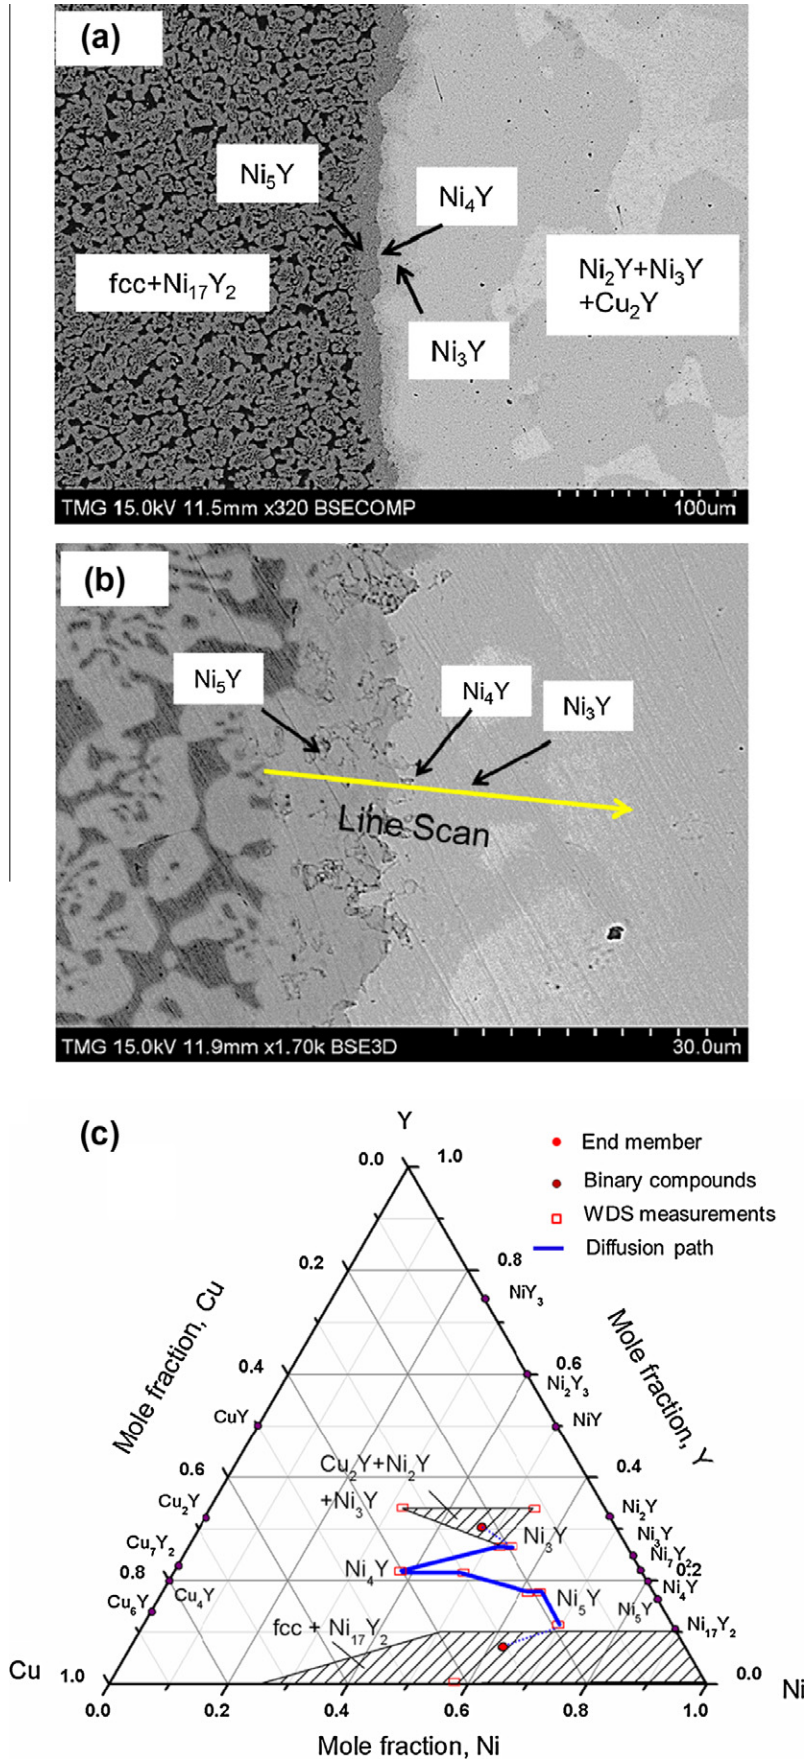 (a)
Ni5Y
Ni4Y
fcc+Ni17Y2
Ni2Y+Ni3Y
+Cu2Y
Ni3Y
TMG 15.0kV 11.5mm x320 BSECOMP 100um
(b)
Ni5Y
Ni4Y
Ni3Y
Line Scan
TMG 15.0kV 11.9mm x1.70k BSE3D 30.0um
(c)
Y
End member
Binary compounds
WDS measurements
Diffusion path
0.0 1.0
0.2 0.8
NiY3
Mole fraction, Cu
Mole fraction, Y
0.4 0.6
Ni2Y3
CuY
NiY
Cu2Y+Ni2Y
+Ni3Y
0.6 0.4
Cu2Y
Ni2Y
Ni3Y
Ni3Y
Cu7Y2
Ni7Y2
Ni4Y
0.8 0.2
Cu4Y
Ni4Y
Cu6Y
Ni5Y
Ni5Y
fcc + Ni17Y2
Ni17Y2
Cu 1.0 0.0 Ni
0.0 0.2 0.4 0.6 0.8 1.0
Mole fraction, Ni